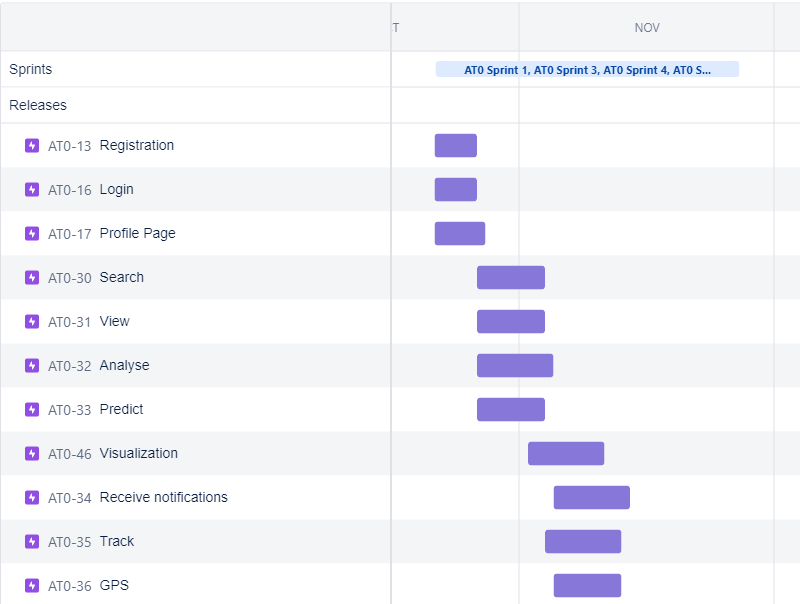 T NOV
Sprints AT0 Sprint 1, AT0 Sprint 3, AT0 Sprint 4, AT0 S...
Releases
AT0-13 Registration
AT0-16 Login
AT0-17 Profile Page
AT0-30 Search
AT0-31 View
AT0-32 Analyse
AT0-33 Predict
AT0-46 Visualization
AT0-34 Receive notifications
AT0-35 Track
AT0-36 GPS